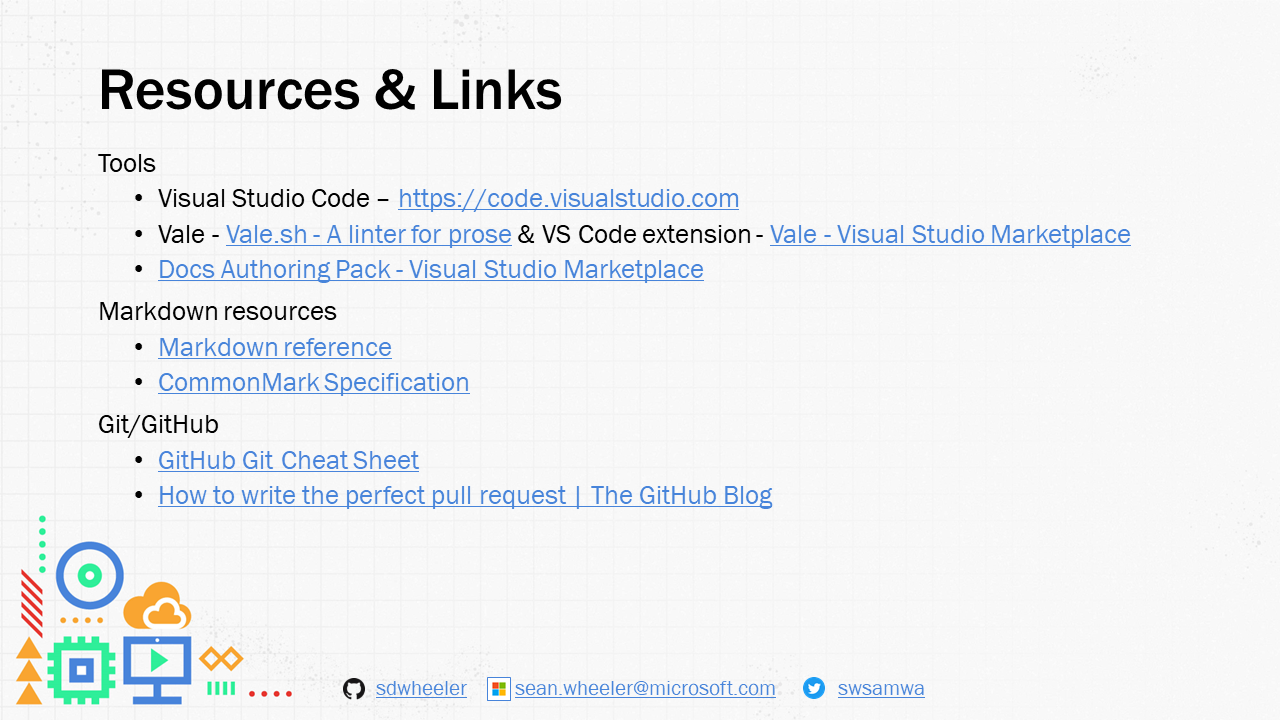 Resources & Links
Tools
• Visual Studio Code – https://code.visualstudio.com
• Vale - Vale.sh - A linter for prose & VS Code extension - Vale - Visual Studio Marketplace
• Docs Authoring Pack - Visual Studio Marketplace
Markdown resources
• Markdown reference
• CommonMark Specification
Git/GitHub
• GitHub Git Cheat Sheet
• How to write the perfect pull request | The GitHub Blog
sdwheeler sean.wheeler@microsoft.com swsamwa